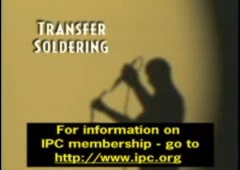 TRANSFER
SOLDERING
For information on
IPC membership - go to
http://www.ipc.org